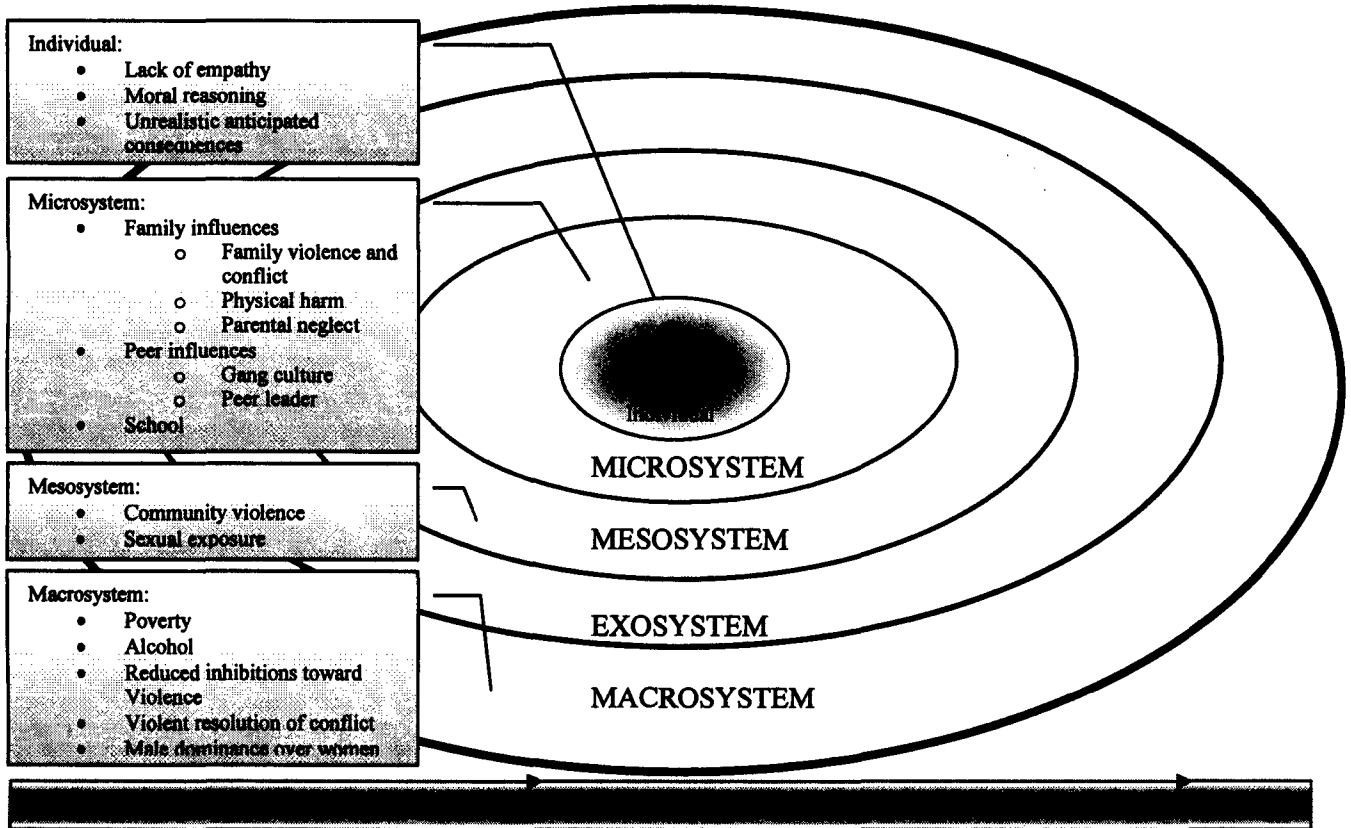 Individual:
• Lack of empathy
• Moral reasoning
• Unrealistic anticipated
consequences
Microsystem:
• Family influences
o Family violence and
conflict
o Physical harm
o Parental neglect
• Peer influences
o Gang culture
o Peer leader
• School
Mesosystem:
• Community violence
• Sexual exposure
Macrosystem:
• Poverty
• Alcohol
• Reduced inhibitions toward
Violence
• Violent resolution of conflict
• Male dominance over women
MICROSYSTEM
MESOSYSTEM
EXOSYSTEM
MACROSYSTEM